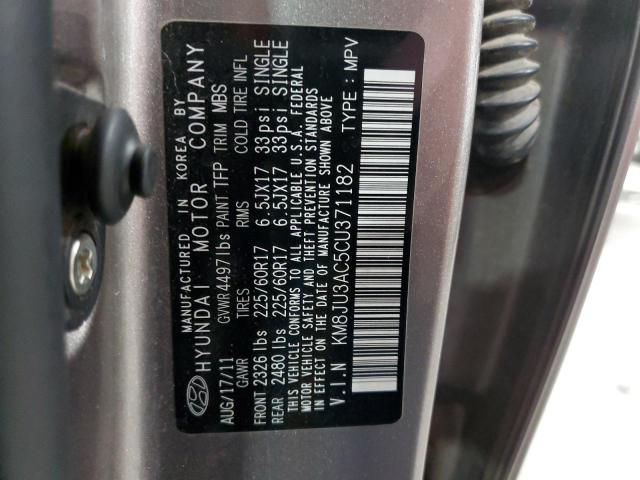 MANUFACTURED IN KOREA BY
HYUNDAI MOTOR COMPANY
AUG/17/11 GVWR 4497lbs PAINT TFP TRIM MBS
GAWR TIRES RIMS COLD TIRE INFL
FRONT 2326 lbs 225/60R17 6.5JX17 33psi SINGLE
REAR 2480 lbs 225/60R17 6.5JX17 33psi SINGLE
THIS VEHICLE CONFORMS TO ALL APPLICABLE U.S.A. FEDERAL
MOTOR VEHICLE SAFETY AND THEFT PREVENTION STANDARDS
IN EFFECT ON THE DATE OF MANUFACTURE SHOWN ABOVE
V.I.N KM8JU3AC5CU371182 TYPE : MPV